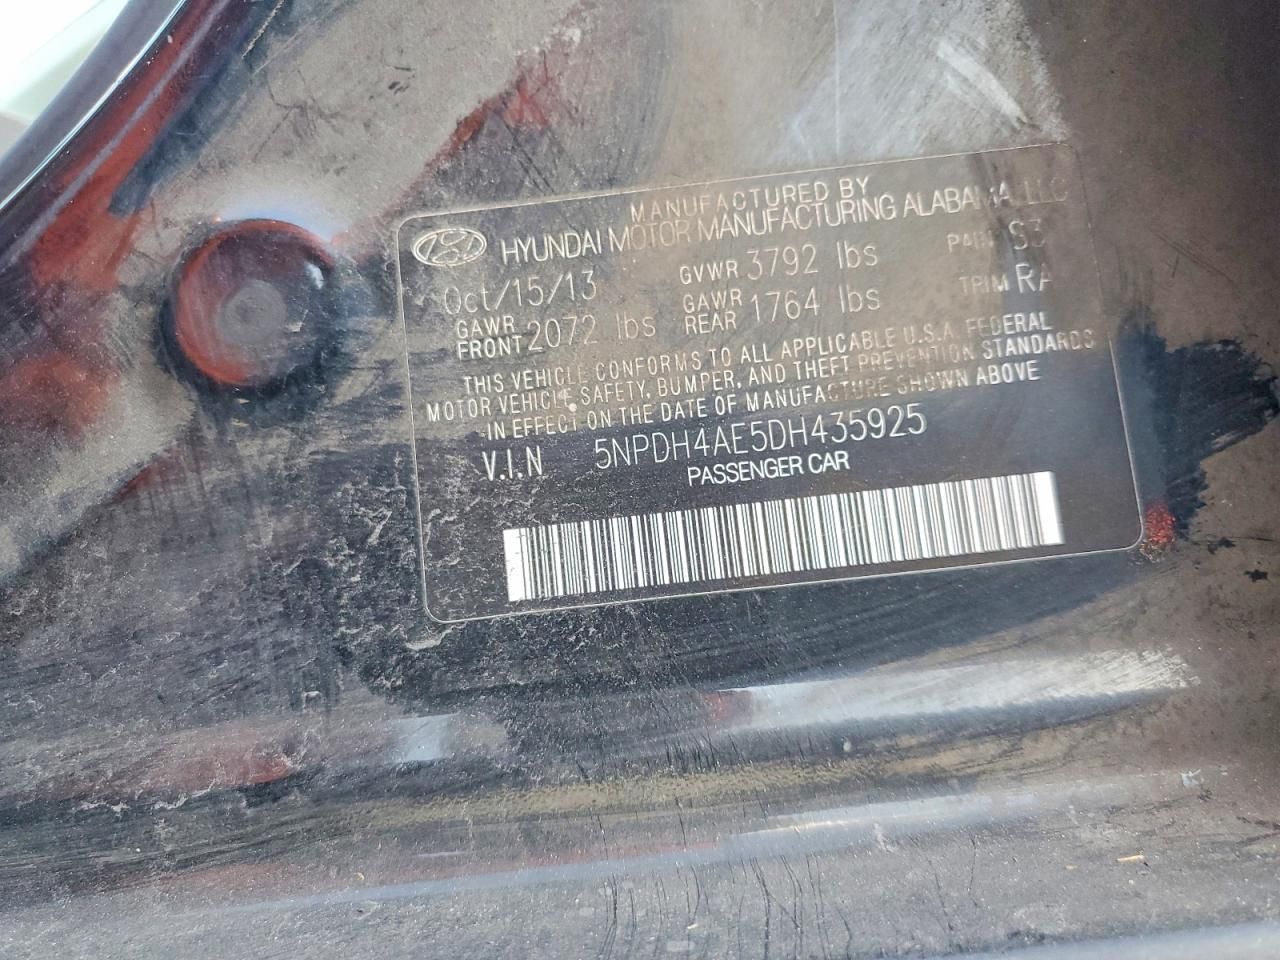 MANUFACTURED BY
HYUNDAI MOTOR MANUFACTURING ALABAMA, LLC
Oct/15/13 GVWR 3792 lbs PAINT S3
GAWR FRONT 2072 lbs GAWR REAR 1764 lbs TRIM RA
THIS VEHICLE CONFORMS TO ALL APPLICABLE U.S.A. FEDERAL
MOTOR VEHICLE SAFETY, BUMPER, AND THEFT PREVENTION STANDARDS
IN EFFECT ON THE DATE OF MANUFACTURE SHOWN ABOVE
V.I.N 5NPDH4AE5DH435925
PASSENGER CAR